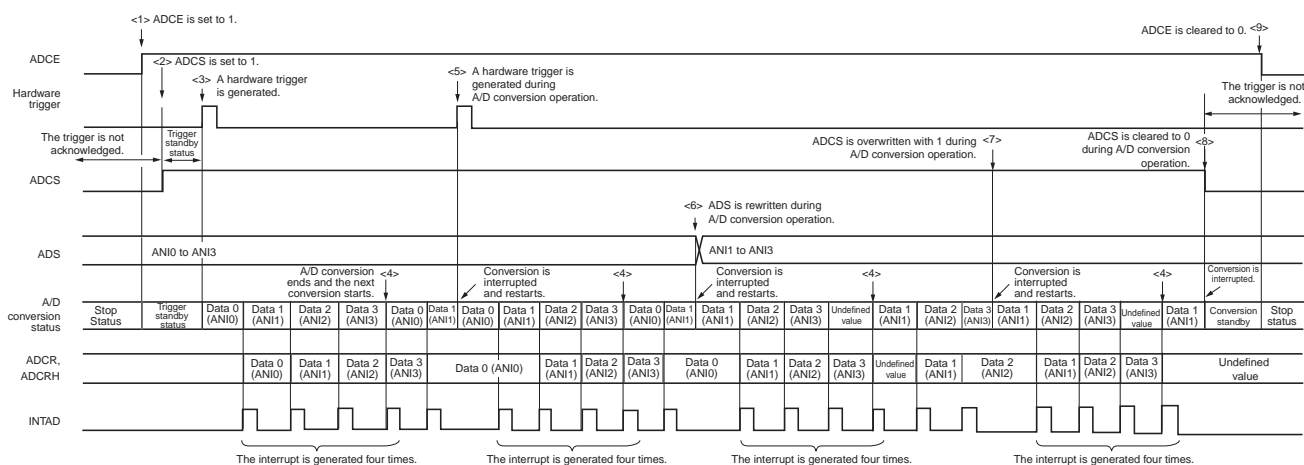 <1> ADCE is set to 1.
ADCE is cleared to 0. <9>
ADCE
<2> ADCS is set to 1.
<3> A hardware trigger
is generated.
<5> A hardware trigger is
generated during
A/D conversion operation.
Hardware
trigger
The trigger is not
acknowledged.
The trigger is not
acknowledged.
Trigger
standby
status
ADCS is overwritten with 1 during <7>
A/D conversion operation.
ADCS is cleared to 0
during A/D conversion <8>
operation.
ADCS
<6> ADS is rewritten during
A/D conversion operation.
ADS
ANI0 to ANI3
ANI1 to ANI3
A/D conversion
ends and the next
conversion starts.
<4>
Conversion is
interrupted
and restarts.
<4>
Conversion is
interrupted
and restarts.
<4>
Conversion is
interrupted
and restarts.
<4>
Conversion is
interrupted.
A/D
conversion
status
Stop
Status
Trigger
standby
status
Data 0
(ANI0)
Data 1
(ANI1)
Data 2
(ANI2)
Data 3
(ANI3)
Data 0
(ANI0)
Data 1
(ANI1)
Data 0
(ANI0)
Data 1
(ANI1)
Data 2
(ANI2)
Data 3
(ANI3)
Data 0
(ANI0)
Data 1
(ANI1)
Data 1
(ANI1)
Data 2
(ANI2)
Data 3
(ANI3)
Undefined
value
Data 1
(ANI1)
Data 2
(ANI2)
Data 3
(ANI3)
Data 1
(ANI1)
Data 2
(ANI2)
Data 3
(ANI3)
Undefined
value
Data 1
(ANI1)
Conversion
standby
Stop
status
ADCR,
ADCRH
Data 0
(ANI0)
Data 1
(ANI1)
Data 2
(ANI2)
Data 3
(ANI3)
Data 0 (ANI0)
Data 1
(ANI1)
Data 2
(ANI2)
Data 3
(ANI3)
Data 0
(ANI0)
Data 1
(ANI1)
Data 2
(ANI2)
Data 3
(ANI3)
Undefined
value
Data 1
(ANI1)
Data 2
(ANI2)
Data 1
(ANI1)
Data 2
(ANI2)
Data 3
(ANI3)
Undefined
value
INTAD
The interrupt is generated four times.
The interrupt is generated four times.
The interrupt is generated four times.
The interrupt is generated four times.